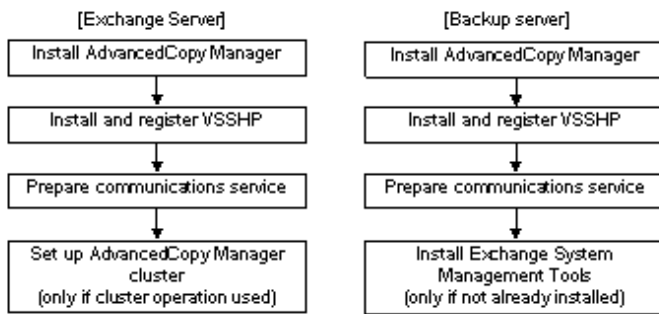 [Exchange Server]
Install AdvancedCopy Manager
Install and register VSSHP
Prepare communications service
Set up AdvancedCopy Manager
cluster
(only if cluster operation used)
[Backup server]
Install AdvancedCopy Manager
Install and register VSSHP
Prepare communications service
Install Exchange System
Management Tools
(only if not already installed)